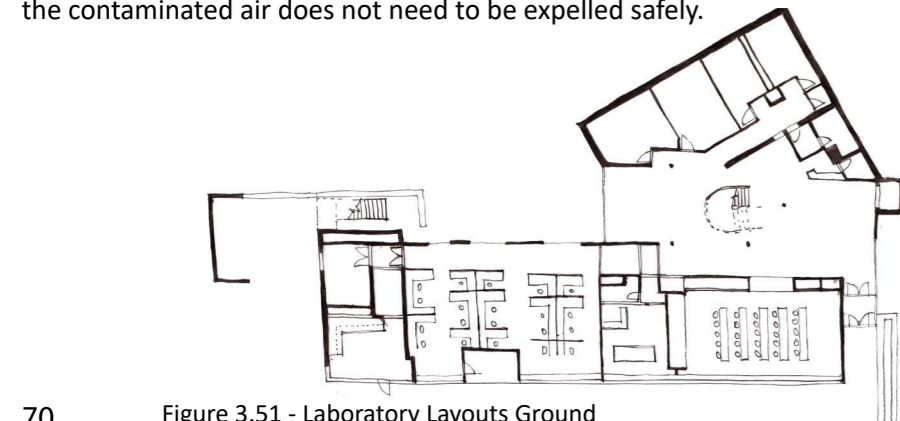 the contaminated air does not need to be expelled safely.
70
Figure 3.51 - Laboratory Layouts Ground